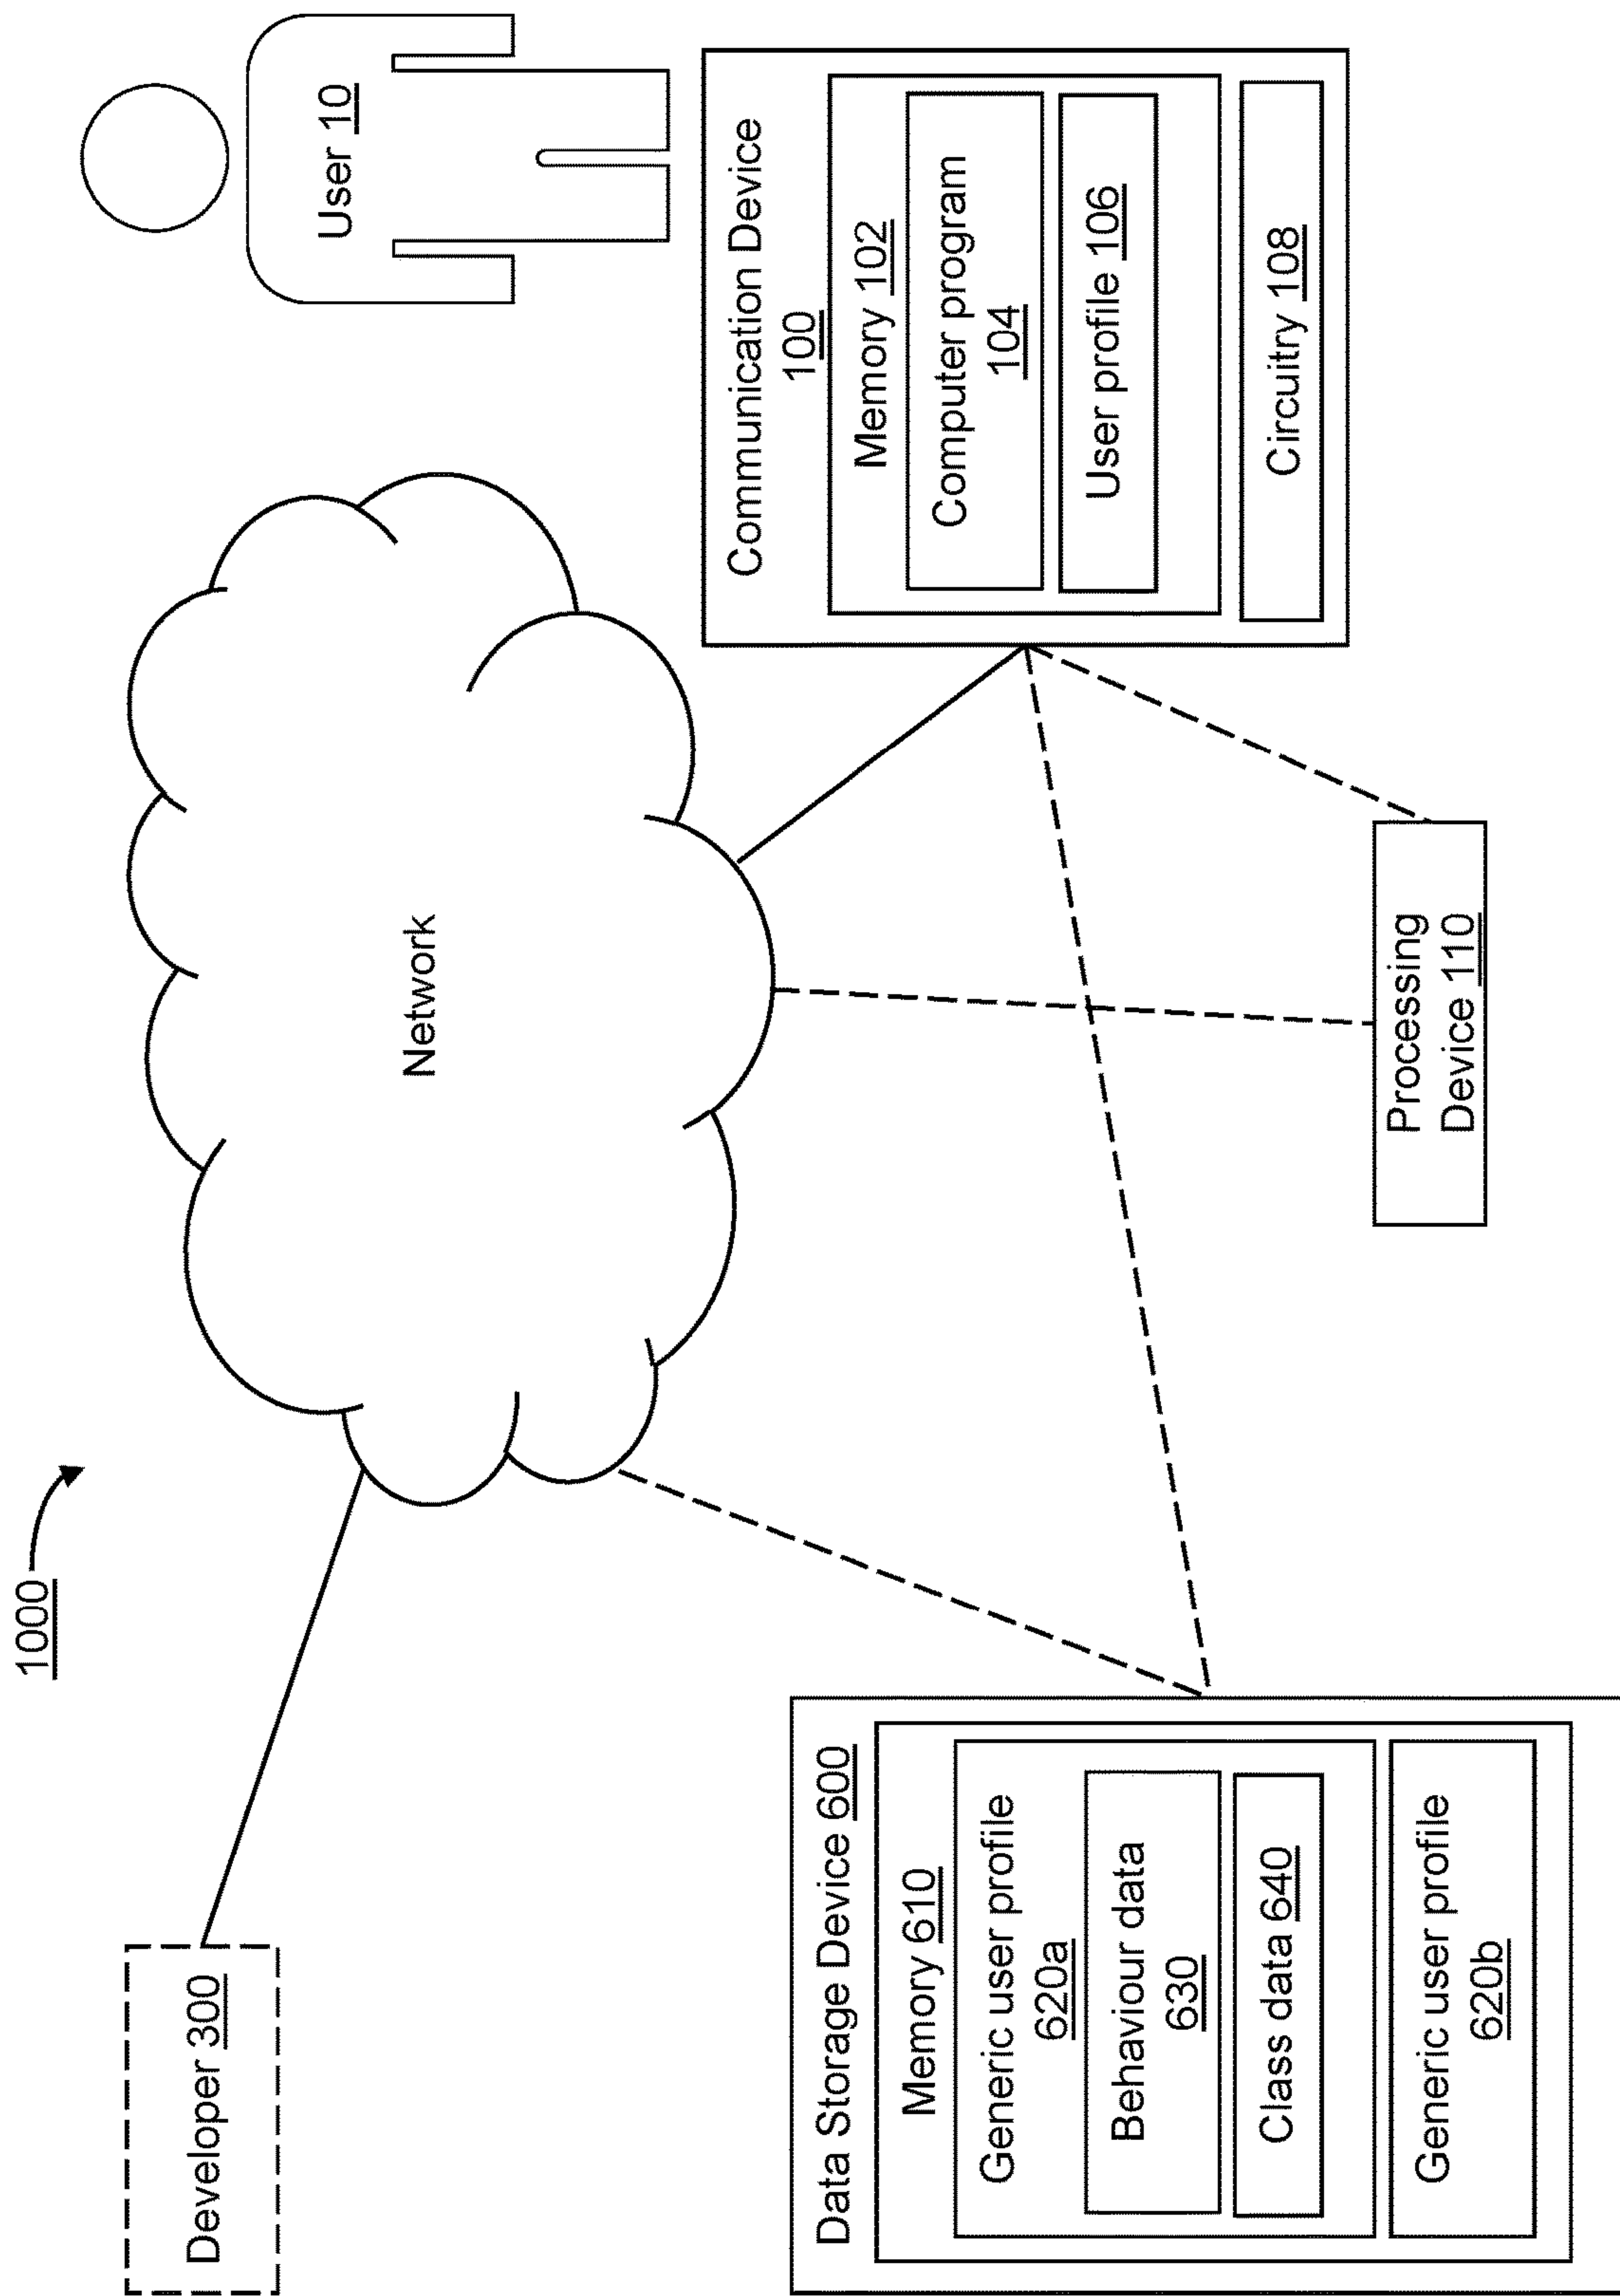 1000
Developer 300
Network
User 10
Data Storage Device 600
Memory 610
Generic user profile
620a
Behaviour data
630
Class data 640
Generic user profile
620b
Processing
Device 110
Communication Device
100
Memory 102
Computer program
104
User profile 106
Circuitry 108